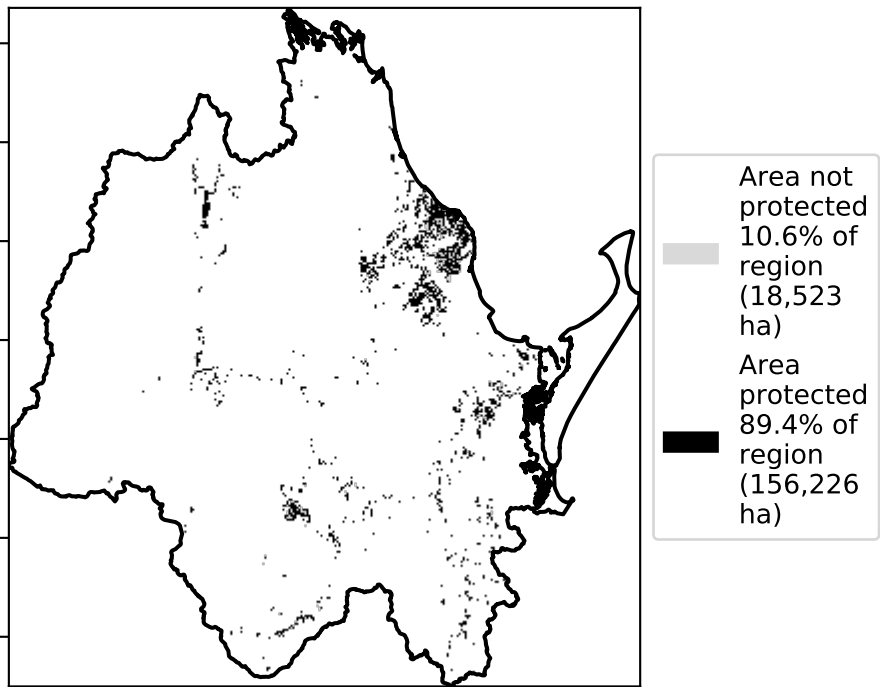 Area not
protected
10.6% of
region
(18,523
ha)
Area
protected
89.4% of
region
(156,226
ha)